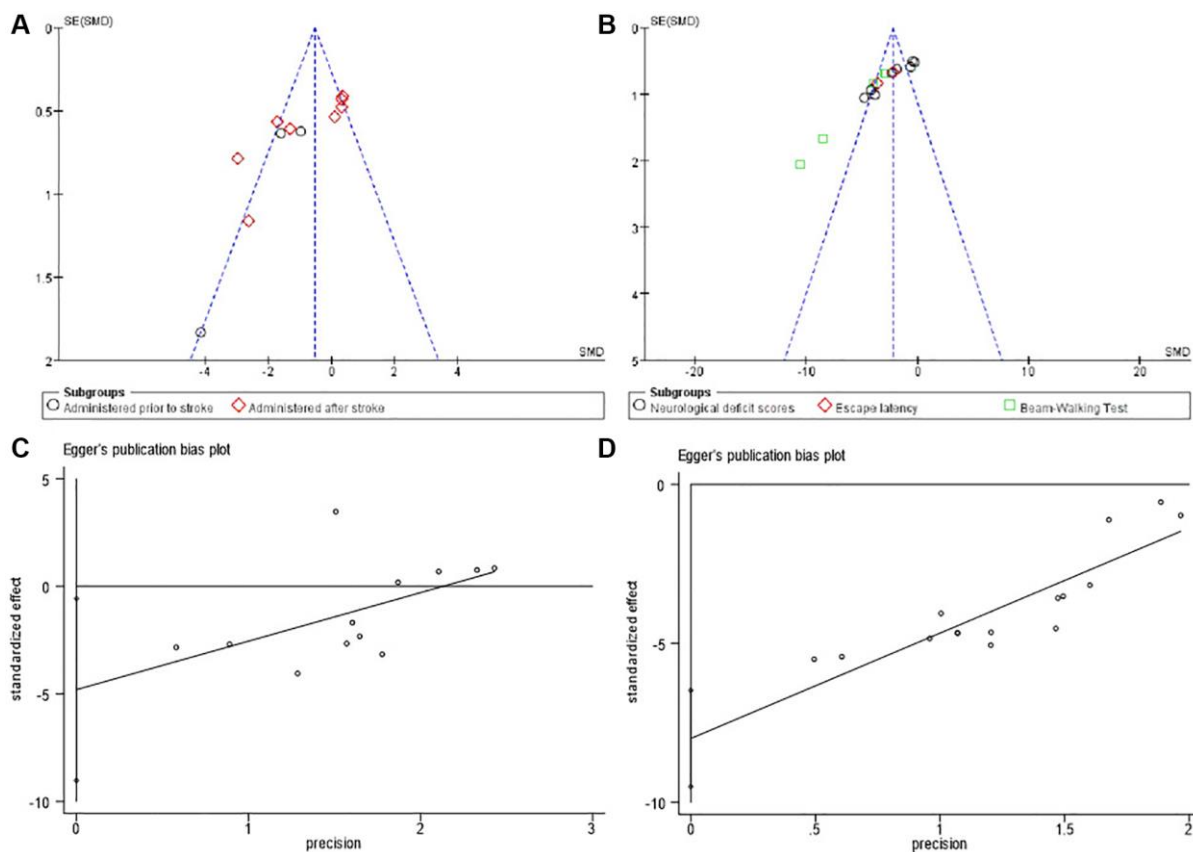 A
SE(SMD)
0
0.5
1
1.5
2
-4
-2
0
2
4
SMD
Subgroups
Administered prior to stroke
Administered after stroke
B
SE(SMD)
0
1
2
3
4
5
-20
-10
0
10
20
SMD
Subgroups
Neurological deficit scores
Escape latency
Beam-Walking Test
C
Egger's publication bias plot
standardized effect
5
0
-5
-10
0
1
2
3
precision
D
Egger's publication bias plot
standardized effect
0
-5
-10
0
.5
1
1.5
2
precision